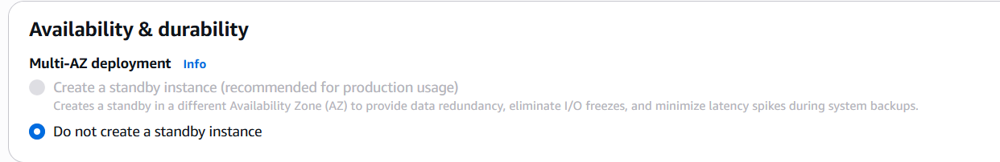 Availability & durability
Multi-AZ deployment Info
Create a standby instance (recommended for production usage)
Creates a standby in a different Availability Zone (AZ) to provide data redundancy, eliminate I/O freezes, and minimize latency spikes during system backups.
Do not create a standby instance